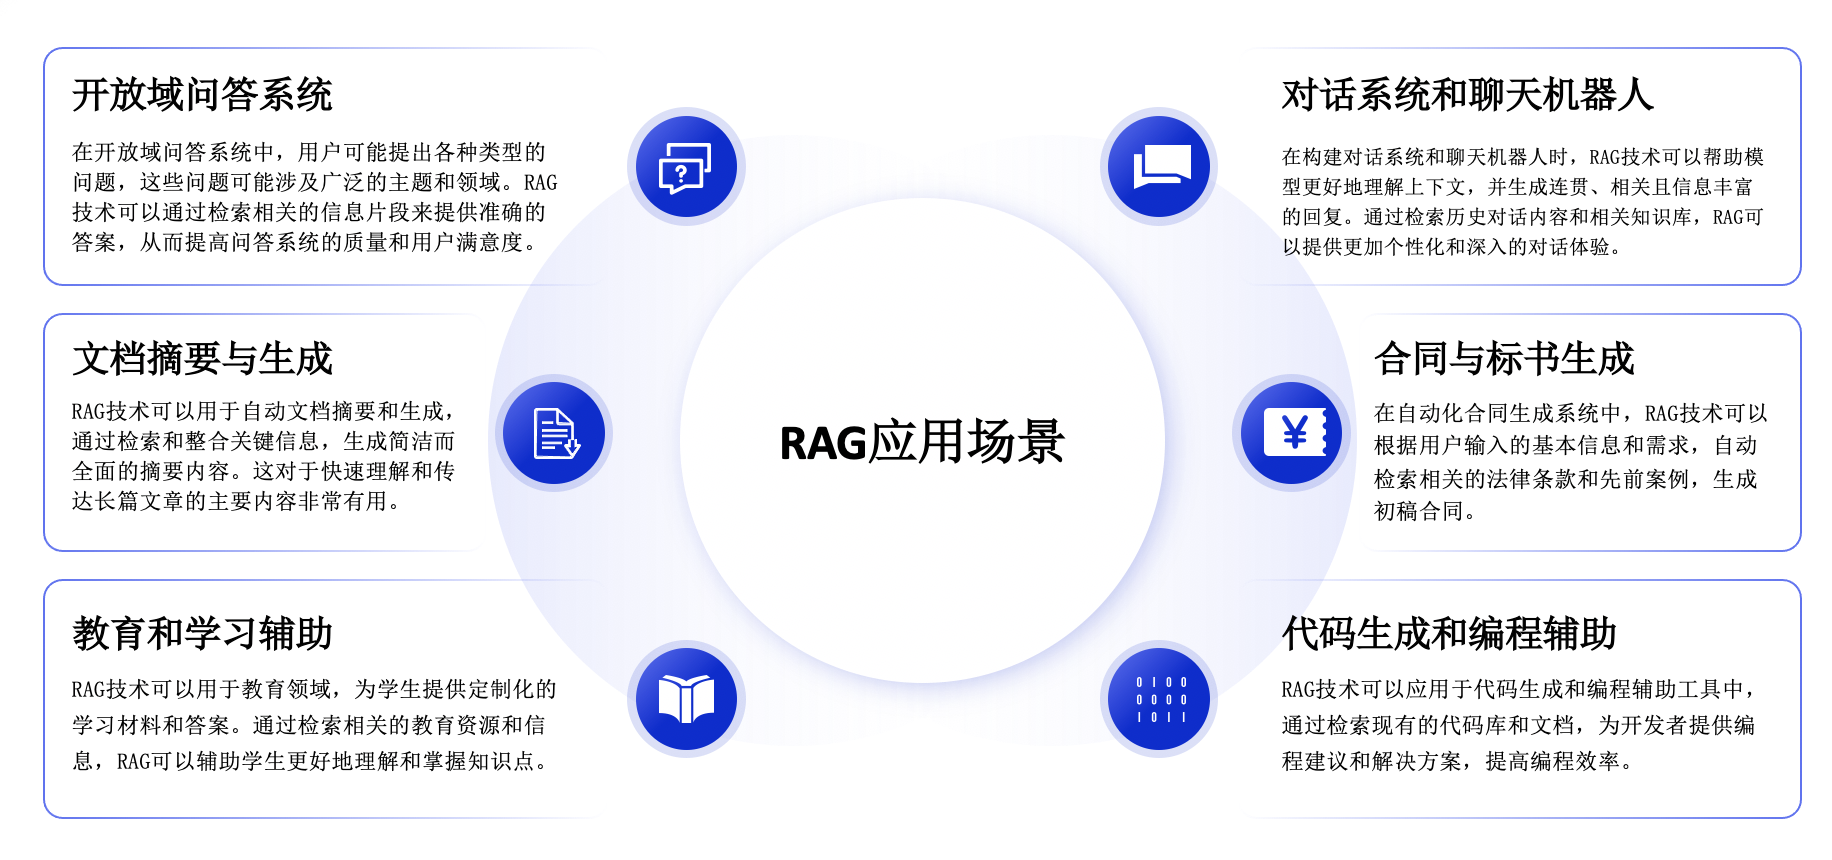 开放域问答系统
在开放域问答系统中，用户可能提出各种类型的
问题，这些问题可能涉及广泛的主题和领域。RAG
技术可以通过检索相关的信息片段来提供准确的
答案，从而提高问答系统的质量和用户满意度。
文档摘要与生成
RAG技术可以用于自动文档摘要和生成，
通过检索和整合关键信息，生成简洁而
全面的摘要内容。这对于快速理解和传
达长篇文章的主要内容非常有用。
教育和学习辅助
RAG技术可以用于教育领域，为学生提供定制化的
学习材料和答案。通过检索相关的教育资源和信
息，RAG可以辅助学生更好地理解和掌握知识点。
RAG应用场景
对话系统和聊天机器人
在构建对话系统和聊天机器人时，RAG技术可以帮助模
型更好地理解上下文，并生成连贯、相关且信息丰富
的回复。通过检索历史对话内容和相关知识库，RAG可
以提供更加个性化和深入的对话体验。
合同与标书生成
在自动化合同生成系统中，RAG技术可以
根据用户输入的基本信息和需求，自动
检索相关的法律条款和先前案例，生成
初稿合同。
代码生成和编程辅助
RAG技术可以应用于代码生成和编程辅助工具中，
通过检索现有的代码库和文档，为开发者提供编
程建议和解决方案，提高编程效率。
?
¥
0 1 0 0
0 0 0 0
1 0 1 1